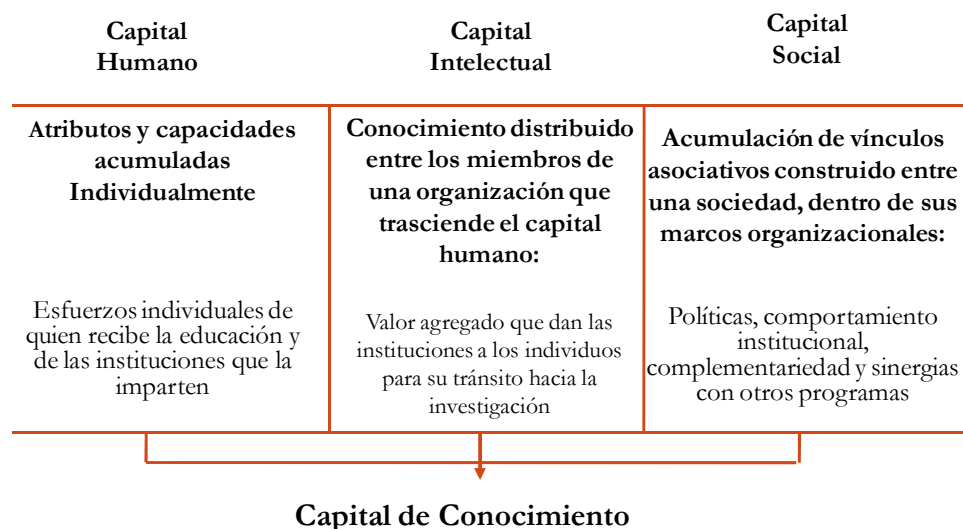 Capital
Humano
Capital
Intelectual
Capital
Social
Atributos y capacidades
acumuladas
Individualmente
Esfuerzos individuales de
quien recibe la educación y
de las instituciones que la
imparten
Conocimiento distribuido
entre los miembros de
una organización que
trasciende el capital
humano:
Valor agregado que dan las
instituciones a los individuos
para su tránsito hacia la
investigación
Acumulación de vínculos
asociativos construido entre
una sociedad, dentro de sus
marcos organizacionales:
Políticas, comportamiento
institucional,
complementariedad y sinergias
con otros programas
Capital de Conocimiento